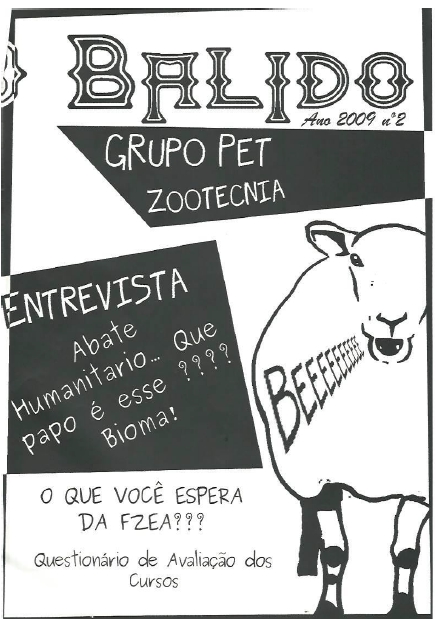 O BALIDO
Ano 2009 nº2
GRUPO PET
ZOOTECNIA
ENTREVISTA
Abate
Humanitario... Que
papo é esse ????
Bioma!
BEEEEEEEEEE
O QUE VOCÊ ESPERA
DA FZEA???
Questionário de Avaliação dos
Cursos